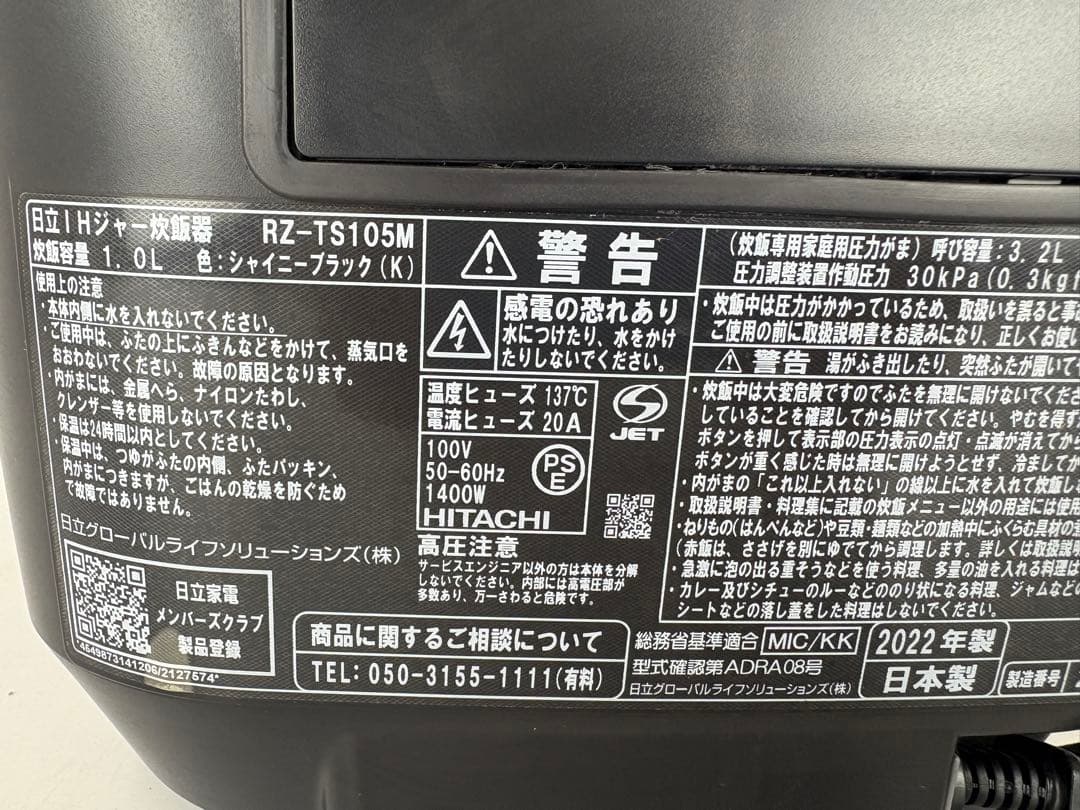 日立IHジャー炊飯器 RZ-TS105M
炊飯容量 1.0L 色:シャイニーブラック(K)
使用上の注意
・本体内側に水を入れないでください。
・ご使用中は、ふたの上にふきんなどをかけて、蒸気口を
おおわないでください。故障の原因となります。
・内がまには、金属へら、ナイロンたわし、
クレンザー等を使用しないでください。
・保温は24時間以内としてください。
・保温中は、つゆがふたの内側、ふたパッキン、
内がまにつきますが、ごはんの乾燥を防ぐため
で故障ではありません。
日立グローバルライフソリューションズ(株)
日立家電
メンバーズクラブ
製品登録
*4549873141206/2127574*
警告
感電の恐れあり
水につけたり、水をかけ
たりしないでください。
温度ヒューズ 137℃
電流ヒューズ 20A
100V
50-60Hz
1400W
HITACHI
PS
E
JET
高圧注意
サービスエンジニア以外の方は本体を分解
しないでください。内部には高電圧部が
多数あり、万一さわると危険です。
商品に関するご相談について
TEL:050-3155-1111(有料)
(炊飯専用家庭用圧力がま) 呼び容量:3.2L
圧力調整装置作動圧力 30kPa(0.3kgf
・炊飯中は圧力がかかっているため、取扱いを誤ると事
ご使用の前に取扱説明書をお読みになり、正しくお使い
警告 湯がふき出したり、突然ふたが開いて
・炊飯中は大変危険ですのでふたを無理に開けないでくださ
していることを確認してから開けてください。やむを得ず
ボタンを押して表示部の圧力表示の点灯・点滅が消えてから
ボタンが重く感じた時は無理に開けようとせず、冷ましてか
・内がまの「これ以上入れない」の線以上に水を入れて炊飯し
・取扱説明書・料理集に記載の炊飯メニュー以外の用途には使用
・ねりもの(はんぺんなど)や豆類・麺類などの加熱中にふくらむ具材の
(赤飯は、ささげを別にゆでてから調理します。詳しくは取扱説明
・急激に泡の出る重そうなどを使う料理、多量の油を入れる料理は
・カレー及びシチューのルーなどののり状になる料理、ジャムなどの
シートなどの落し蓋をした料理はしないでください。
総務省基準適合 MIC/KK
型式確認第ADRA08号
日立グローバルライフソリューションズ(株)
2022年製
日本製
製造番号